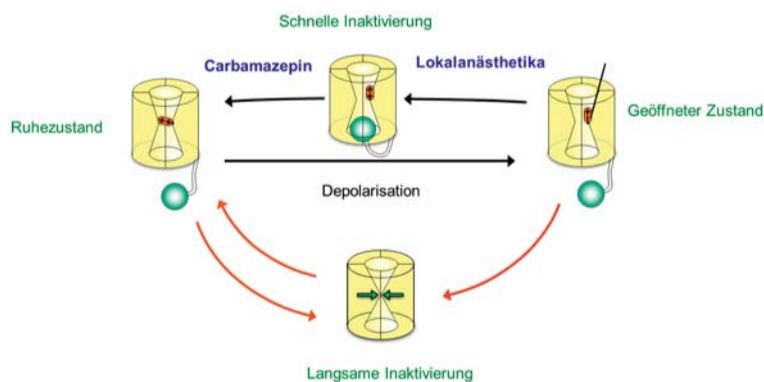 Schnelle Inaktivierung
Carbamazepin
Lokalanästhetika
Ruhezustand
Geöffneter Zustand
Depolarisation
Langsame Inaktivierung